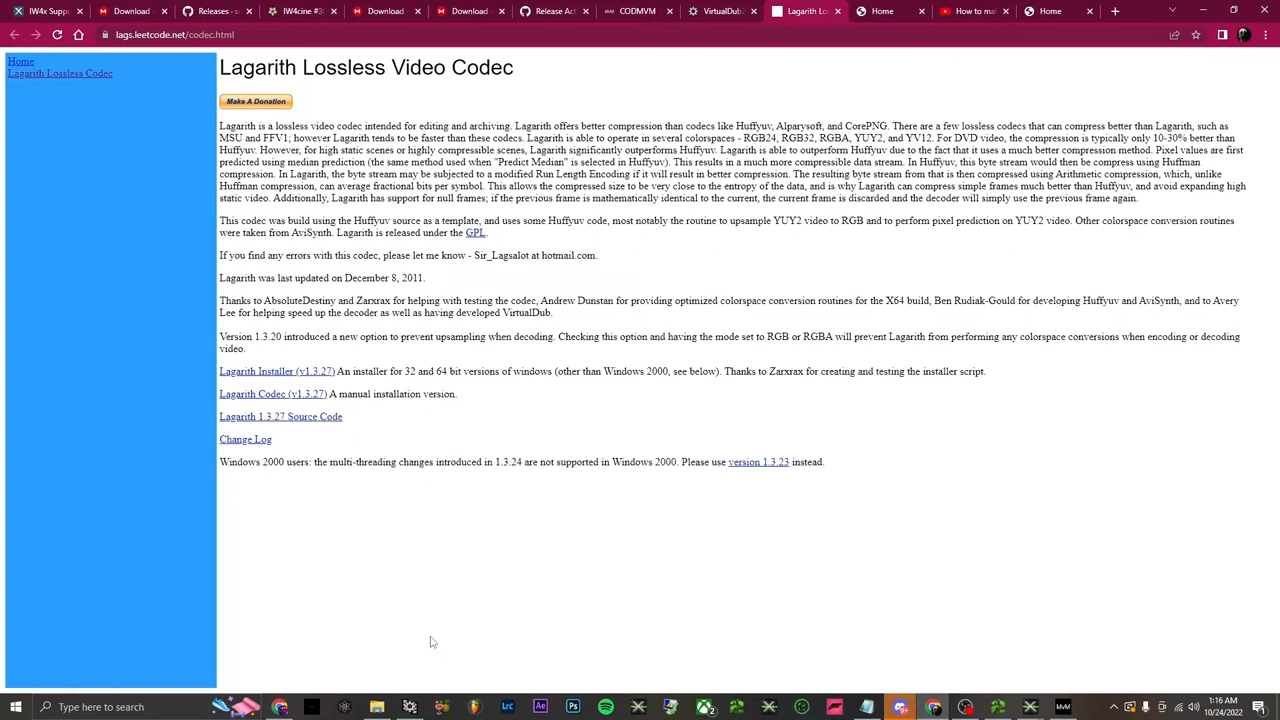 IW4x Supp
Download -
Releases · s
IW4cine #3
Download -
Download -
Release Act
CODMVM
VirtualDub2
Lagarith Lo
Home
How to ma
Home
lags.leetcode.net/codec.html
Home
Lagarith Lossless Codec
Lagarith Lossless Video Codec
Make A Donation
Lagarith is a lossless video codec intended for editing and archiving. Lagarith offers better compression than codecs like Huffyuv, Alparysoft, and CorePNG. There are a few lossless codecs that can compress better than Lagarith, such as
MSU and FFV1; however Lagarith tends to be faster than these codecs. Lagarith is able to operate in several colorspaces - RGB24, RGB32, RGBA, YUY2, and YV12. For DVD video, the compression is typically only 10-30% better than
Huffyuv. However, for high static scenes or highly compressible scenes, Lagarith significantly outperforms Huffyuv. Lagarith is able to outperform Huffyuv due to the fact that it uses a much better compression method. Pixel values are first
predicted using median prediction (the same method used when "Predict Median" is selected in Huffyuv). This results in a much more compressible data stream. In Huffyuv, this byte stream would then be compress using Huffman
compression. In Lagarith, the byte stream may be subjected to a modified Run Length Encoding if it will result in better compression. The resulting byte stream from that is then compressed using Arithmetic compression, which, unlike
Huffman compression, can average fractional bits per symbol. This allows the compressed size to be very close to the entropy of the data, and is why Lagarith can compress simple frames much better than Huffyuv, and avoid expanding high
static video. Additionally, Lagarith has support for null frames; if the previous frame is mathematically identical to the current, the current frame is discarded and the decoder will simply use the previous frame again.
This codec was build using the Huffyuv source as a template, and uses some Huffyuv code, most notably the routine to upsample YUY2 video to RGB and to perform pixel prediction on YUY2 video. Other colorspace conversion routines
were taken from AviSynth. Lagarith is released under the GPL.
If you find any errors with this codec, please let me know - Sir_Lagsalot at hotmail.com.
Lagarith was last updated on December 8, 2011.
Thanks to AbsoluteDestiny and Zarxrax for helping with testing the codec, Andrew Dunstan for providing optimized colorspace conversion routines for the X64 build, Ben Rudiak-Gould for developing Huffyuv and AviSynth, and to Avery
Lee for helping speed up the decoder as well as having developed VirtualDub.
Version 1.3.20 introduced a new option to prevent upsampling when decoding. Checking this option and having the mode set to RGB or RGBA will prevent Lagarith from performing any colorspace conversions when encoding or decoding
video.
Lagarith Installer (v1.3.27) An installer for 32 and 64 bit versions of windows (other than Windows 2000, see below). Thanks to Zarxrax for creating and testing the installer script.
Lagarith Codec (v1.3.27) A manual installation version.
Lagarith 1.3.27 Source Code
Change Log
Windows 2000 users: the multi-threading changes introduced in 1.3.24 are not supported in Windows 2000. Please use version 1.3.23 instead.
Type here to search
Lrc
Ae
Ps
MVM
1:16 AM
10/24/2022